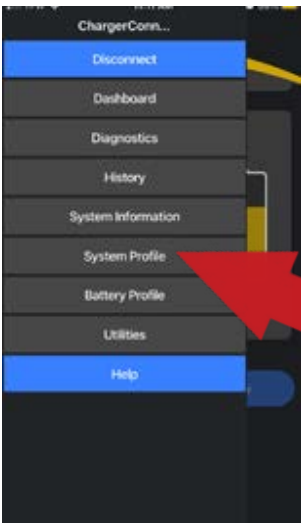 ChargerConn...
Disconnect
Dashboard
Diagnostics
History
System Information
System Profile
Battery Profile
Utilities
Help